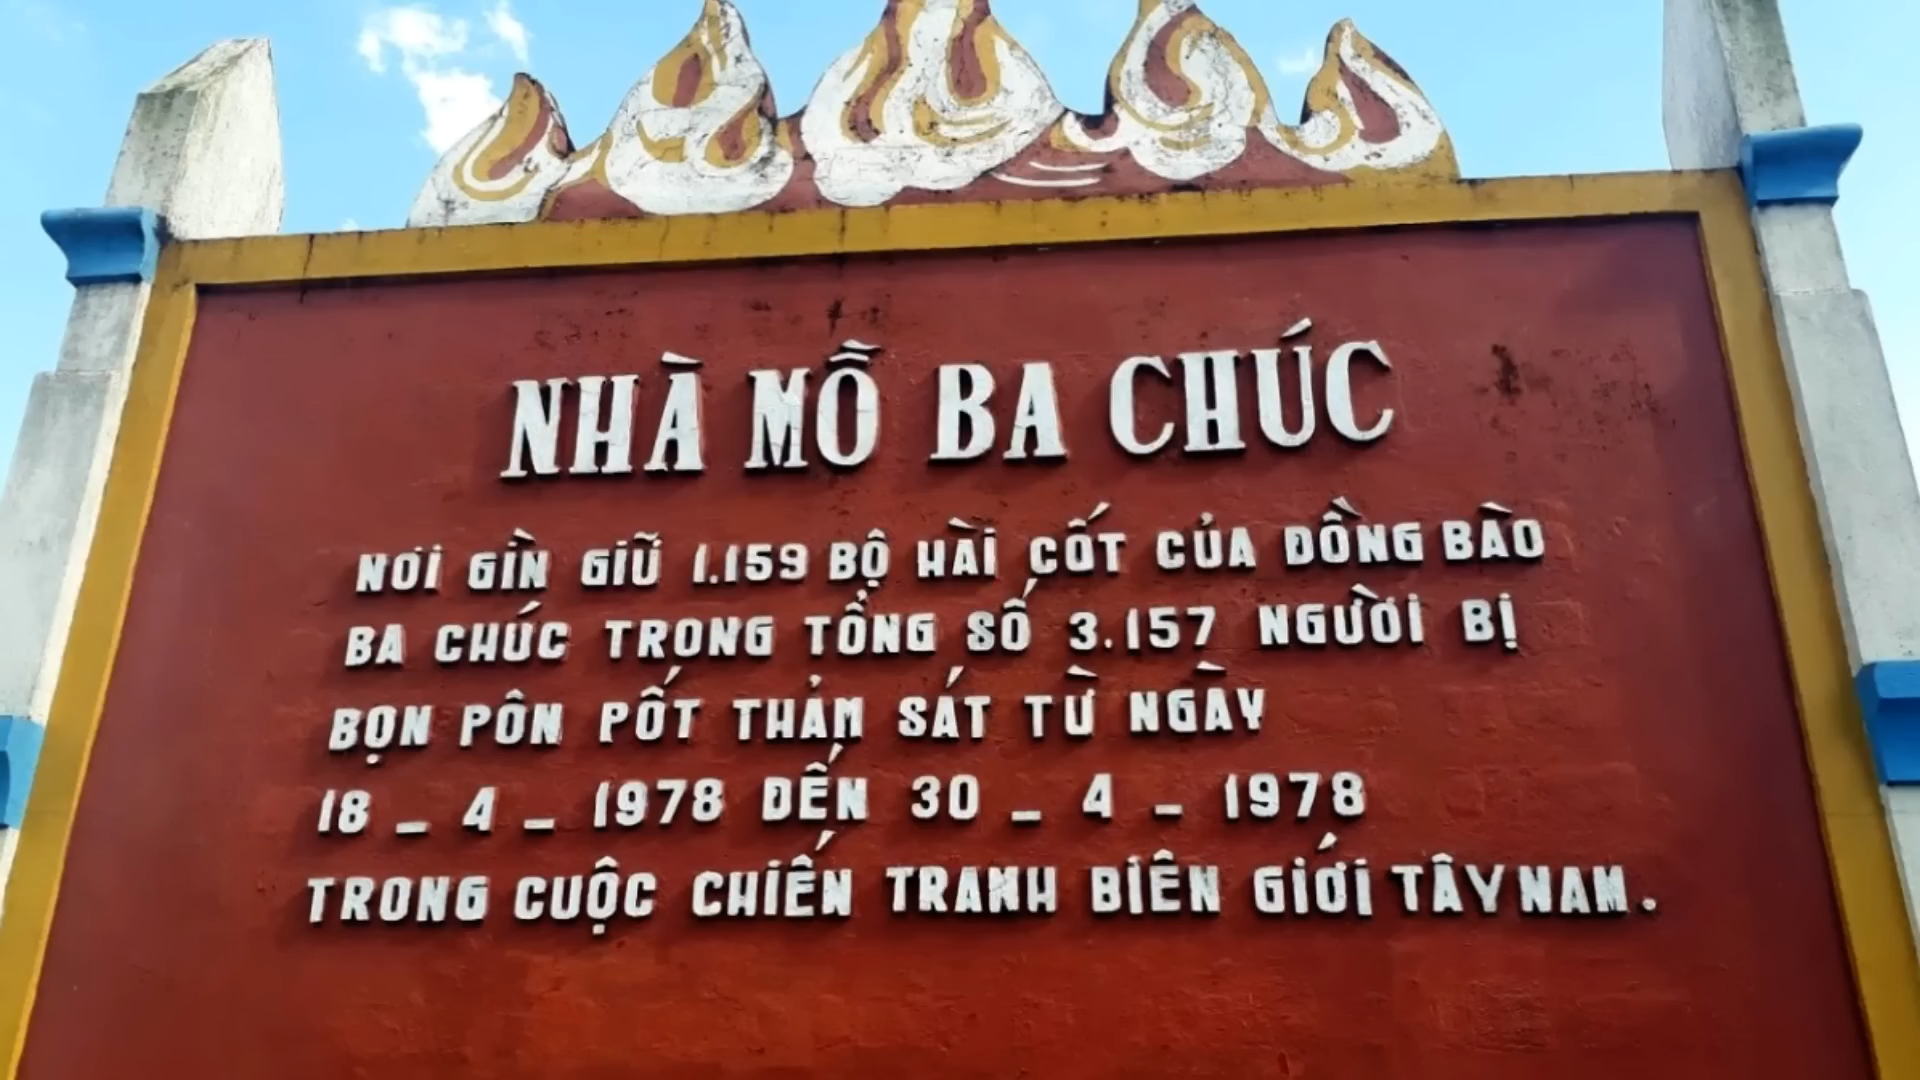 NHÀ MỒ BA CHÚC
NƠI GÌN GIỮ 1.159 BỘ HÀI CỐT CỦA ĐỒNG BÀO
BA CHÚC TRONG TỔNG SỐ 3.157 NGƯỜI BỊ
BỌN PÔN PỐT THẢM SÁT TỪ NGÀY
18 _ 4 _ 1978 ĐẾN 30 _ 4 _ 1978
TRONG CUỘC CHIẾN TRANH BIÊN GIỚI TÂY NAM.